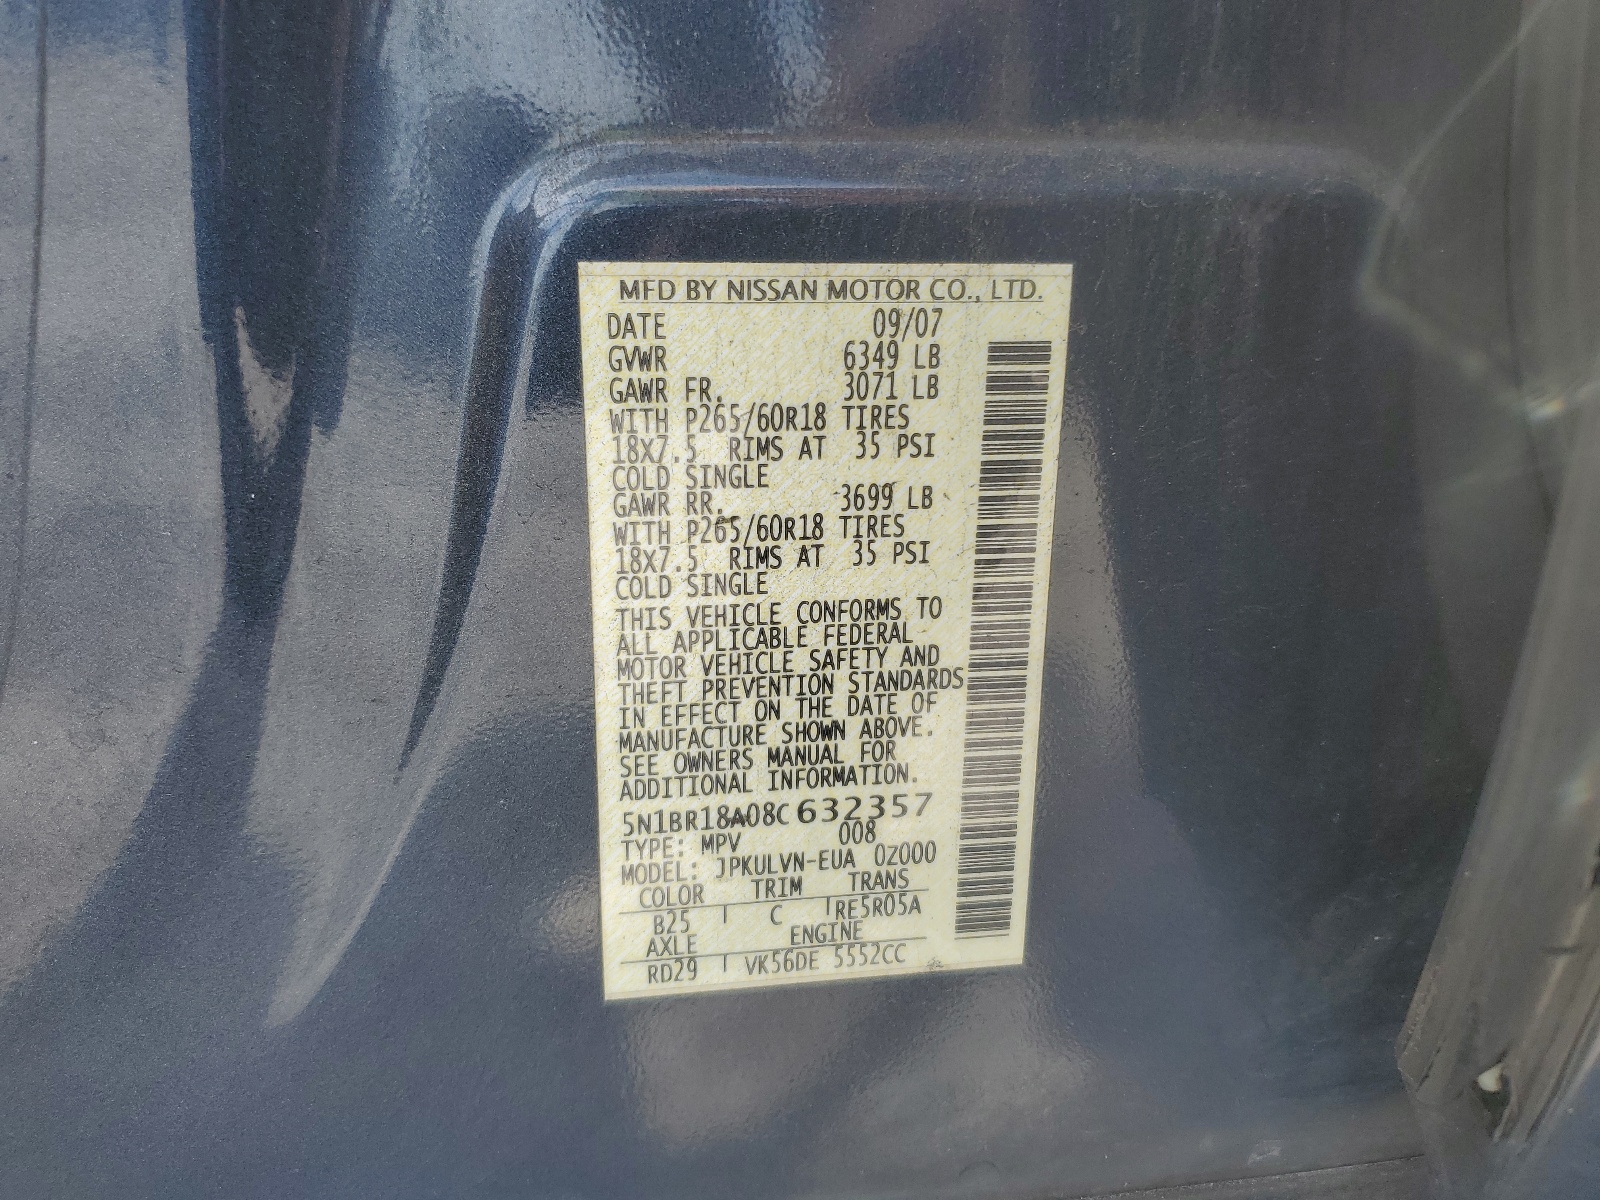 MFD BY NISSAN MOTOR CO., LTD.
DATE 09/07
GVWR 6349 LB
GAWR FR. 3071 LB
WITH P265/60R18 TIRES
18X7.5 RIMS AT 35 PSI
COLD SINGLE
GAWR RR. 3699 LB
WITH P265/60R18 TIRES
18X7.5 RIMS AT 35 PSI
COLD SINGLE
THIS VEHICLE CONFORMS TO
ALL APPLICABLE FEDERAL
MOTOR VEHICLE SAFETY AND
THEFT PREVENTION STANDARDS
IN EFFECT ON THE DATE OF
MANUFACTURE SHOWN ABOVE.
SEE OWNERS MANUAL FOR
ADDITIONAL INFORMATION.
5N1BR18A08C632357
TYPE: MPV 008
MODEL: JPKULVN-EUA 0Z000
COLOR TRIM TRANS
B25 C RE5R05A
AXLE ENGINE
RD29 VK56DE 5552CC